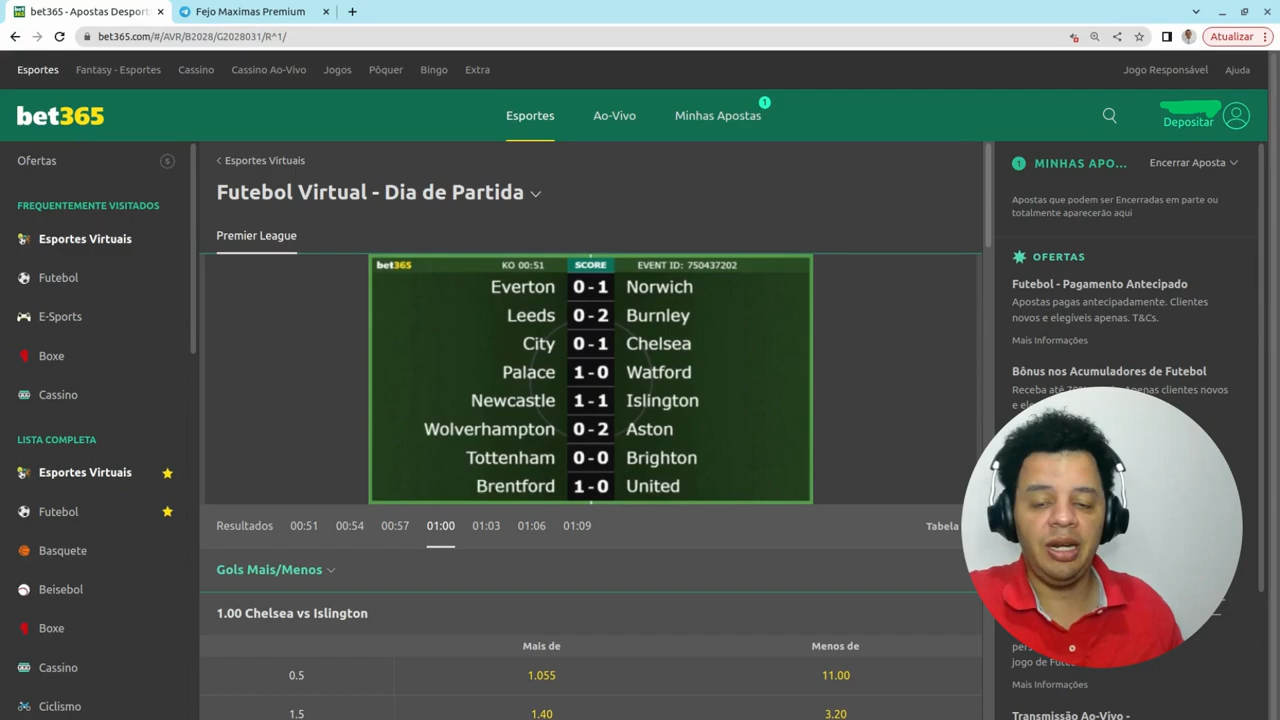 bet365 - Apostas Desport
Fejo Maximas Premium
bet365.com/#/AVR/B2028/G2028031/R^1/
Atualizar
Esportes Fantasy - Esportes Cassino Cassino Ao-Vivo Jogos Pôquer Bingo Extra
Jogo Responsável Ajuda
bet365
Esportes Ao-Vivo Minhas Apostas 1
Depositar
Ofertas
FREQUENTEMENTE VISITADOS
Esportes Virtuais
Futebol
E-Sports
Boxe
Cassino
LISTA COMPLETA
Esportes Virtuais
Futebol
Basquete
Beisebol
Boxe
Cassino
Ciclismo
Esportes Virtuais
Futebol Virtual - Dia de Partida
Premier League
bet365 KO 00:51 SCORE EVENT ID: 750437202
Everton 0 - 1 Norwich
Leeds 0 - 2 Burnley
City 0 - 1 Chelsea
Palace 1 - 0 Watford
Newcastle 1 - 1 Islington
Wolverhampton 0 - 2 Aston
Tottenham 0 - 0 Brighton
Brentford 1 - 0 United
Resultados 00:51 00:54 00:57 01:00 01:03 01:06 01:09 Tabela
Gols Mais/Menos
1.00 Chelsea vs Islington
Mais de Menos de
0.5 1.055 11.00
1.5 1.40 3.20
1 MINHAS APO... Encerrar Aposta
Apostas que podem ser Encerradas em parte ou
totalmente aparecerão aqui
OFERTAS
Futebol - Pagamento Antecipado
Apostas pagas antecipadamente. Clientes
novos e elegíveis apenas. T&Cs.
Mais Informações
Bônus nos Acumuladores de Futebol
Receba até apenas clientes novos
e
jogo de
Mais Informações
Transmissão Ao-Vivo -